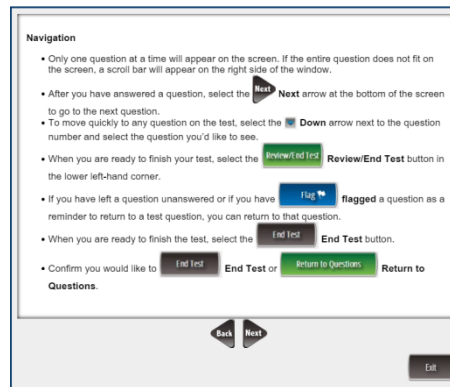 Navigation
• Only one question at a time will appear on the screen. If the entire question does not fit on
the screen, a scroll bar will appear on the right side of the window.
• After you have answered a question, select the Next Next arrow at the bottom of the screen
to go to the next question.
• To move quickly to any question on the test, select the Down arrow next to the question
number and select the question you'd like to see.
• When you are ready to finish your test, select the Review/End Test Review/End Test button in
the lower left-hand corner.
• If you have left a question unanswered or if you have Flag flagged a question as a
reminder to return to a test question, you can return to that question.
• When you are ready to finish the test, select the End Test End Test button.
• Confirm you would like to End Test End Test or Return to Questions Return to
Questions.
Back Next
Exit